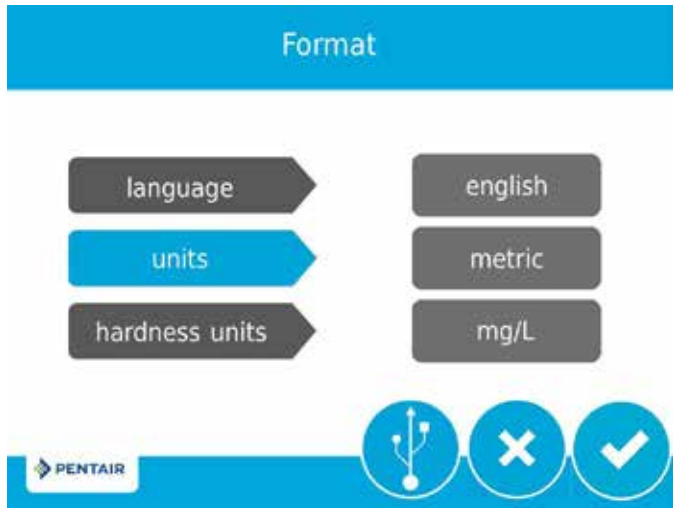 Format
language
english
units
metric
hardness units
mg/L
PENTAIR